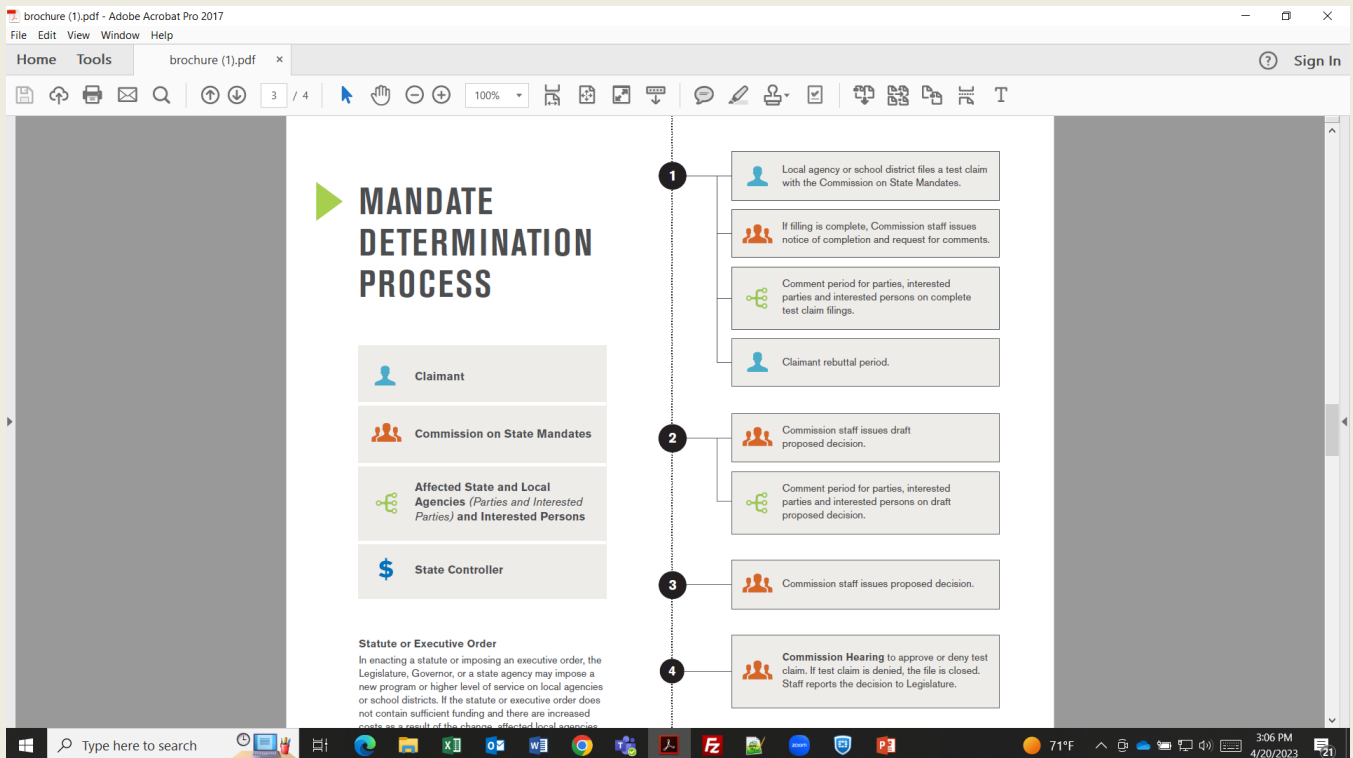 brochure (1).pdf - Adobe Acrobat Pro 2017
File Edit View Window Help
Home Tools brochure (1).pdf × ? Sign In
3 / 4 100% T
MANDATE
DETERMINATION
PROCESS
Claimant
Commission on State Mandates
Affected State and Local
Agencies (Parties and Interested
Parties) and Interested Persons
$ State Controller
Statute or Executive Order
In enacting a statute or imposing an executive order, the
Legislature, Governor, or a state agency may impose a
new program or higher level of service on local agencies
or school districts. If the statute or executive order does
not contain sufficient funding and there are increased
costs as a result of the change, affected local agencies
1
Local agency or school district files a test claim
with the Commission on State Mandates.
If filling is complete, Commission staff issues
notice of completion and request for comments.
Comment period for parties, interested
parties and interested persons on complete
test claim filings.
Claimant rebuttal period.
2
Commission staff issues draft
proposed decision.
Comment period for parties, interested
parties and interested persons on draft
proposed decision.
3
Commission staff issues proposed decision.
4
Commission Hearing to approve or deny test
claim. If test claim is denied, the file is closed.
Staff reports the decision to Legislature.
Type here to search
zoom
71°F
3:06 PM
4/20/2023
21